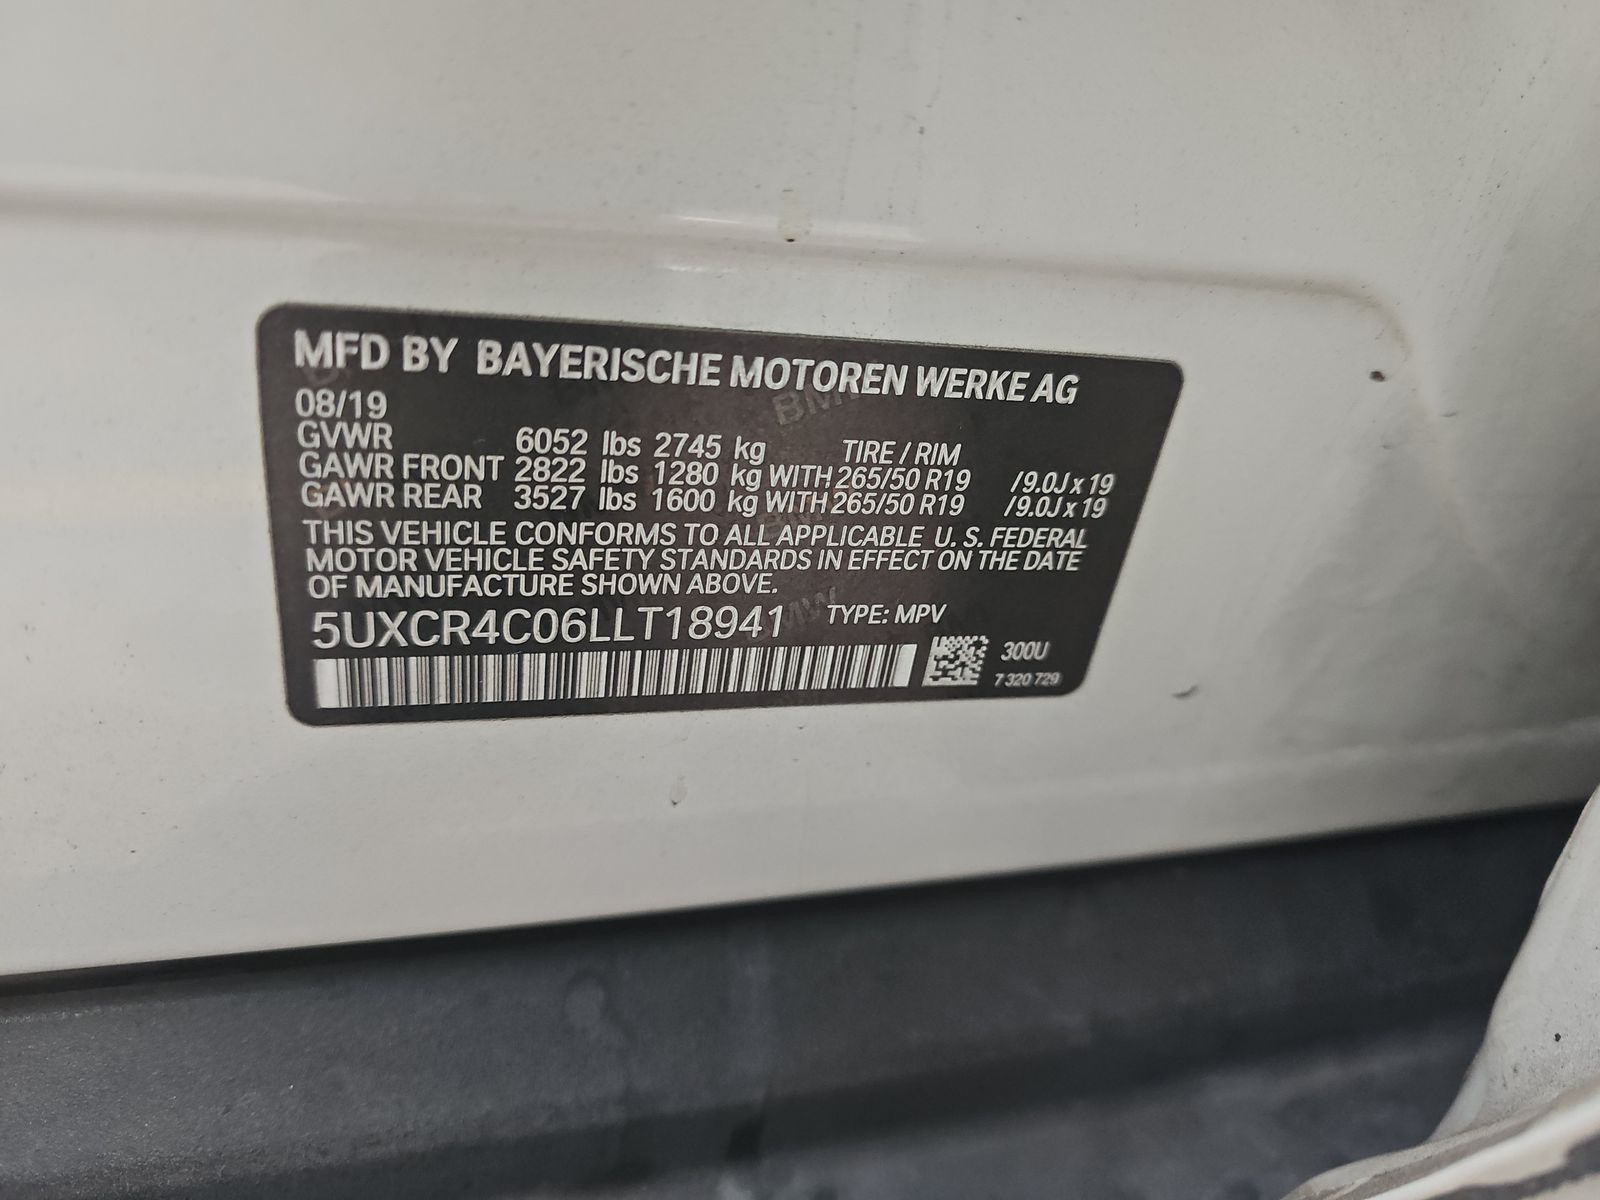 MFD BY BAYERISCHE MOTOREN WERKE AG
08/19
GVWR 6052 lbs 2745 kg TIRE / RIM
GAWR FRONT 2822 lbs 1280 kg WITH 265/50 R19 /9.0J x 19
GAWR REAR 3527 lbs 1600 kg WITH 265/50 R19 /9.0J x 19
THIS VEHICLE CONFORMS TO ALL APPLICABLE U. S. FEDERAL
MOTOR VEHICLE SAFETY STANDARDS IN EFFECT ON THE DATE
OF MANUFACTURE SHOWN ABOVE.
5UXCR4C06LLT18941 TYPE: MPV
300U
7 320 729